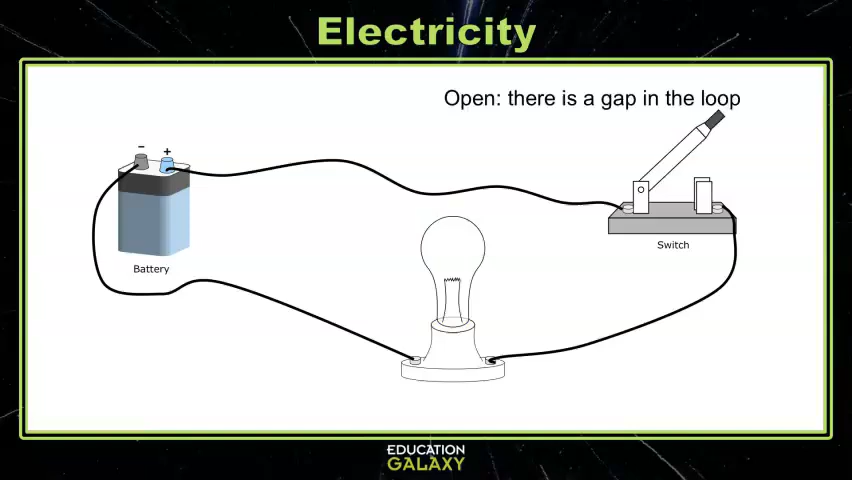 Electricity
Open: there is a gap in the loop
− +
Battery
Switch
EDUCATION
GALAXY